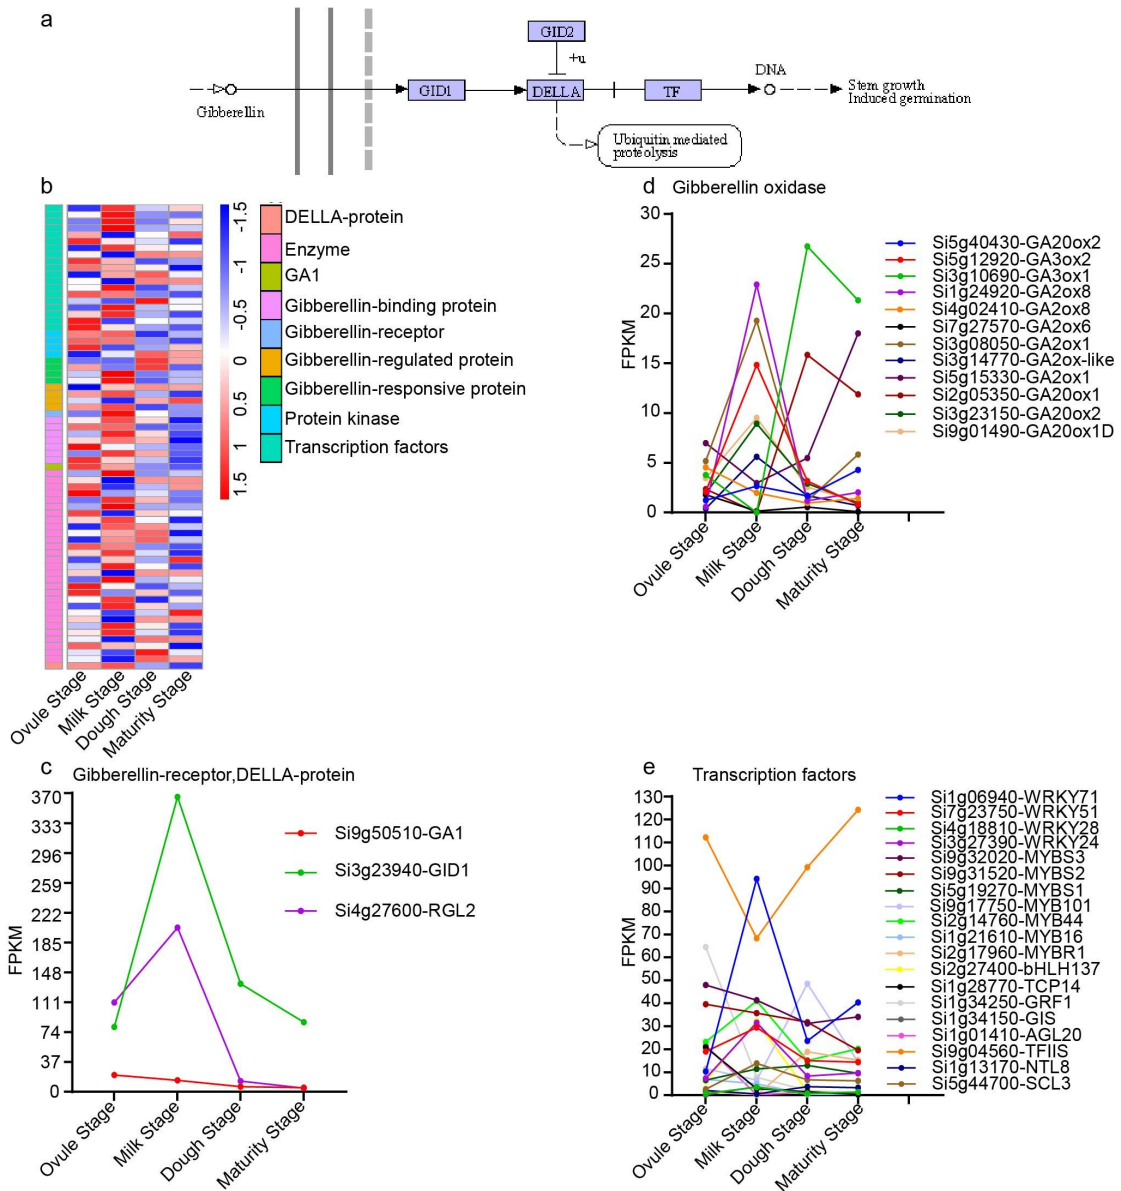 a
GID2
+u
DNA
GID1
DELLA
TF
Stem growth
Induced germination
Gibberellin
Ubiquitin mediated
proteolysis
b
-1.5
-1
-0.5
0
0.5
1
1.5
DELLA-protein
Enzyme
GA1
Gibberellin-binding protein
Gibberellin-receptor
Gibberellin-regulated protein
Gibberellin-responsive protein
Protein kinase
Transcription factors
Ovule Stage
Milk Stage
Dough Stage
Maturity Stage
d
Gibberellin oxidase
30
25
20
15
10
5
0
FPKM
Ovule Stage
Milk Stage
Dough Stage
Maturity Stage
Si5g40430-GA20ox2
Si5g12920-GA3ox2
Si3g10690-GA3ox1
Si1g24920-GA2ox8
Si4g02410-GA2ox8
Si7g27570-GA2ox6
Si3g08050-GA2ox1
Si3g14770-GA2ox-like
Si5g15330-GA2ox1
Si2g05350-GA20ox1
Si3g23150-GA20ox2
Si9g01490-GA20ox1D
c
Gibberellin-receptor,DELLA-protein
370
333
296
259
222
185
148
111
74
37
0
FPKM
Ovule Stage
Milk Stage
Dough Stage
Maturity Stage
Si9g50510-GA1
Si3g23940-GID1
Si4g27600-RGL2
e
Transcription factors
130
120
110
100
90
80
70
60
50
40
30
20
10
0
FPKM
Ovule Stage
Milk Stage
Dough Stage
Maturity Stage
Si1g06940-WRKY71
Si7g23750-WRKY51
Si4g18810-WRKY28
Si3g27390-WRKY24
Si9g32020-MYBS3
Si9g31520-MYBS2
Si5g19270-MYBS1
Si9g17750-MYB101
Si2g14760-MYB44
Si1g21610-MYB16
Si2g17960-MYBR1
Si2g27400-bHLH137
Si1g28770-TCP14
Si1g34250-GRF1
Si1g34150-GIS
Si1g01410-AGL20
Si9g04560-TFIIS
Si1g13170-NTL8
Si5g44700-SCL3